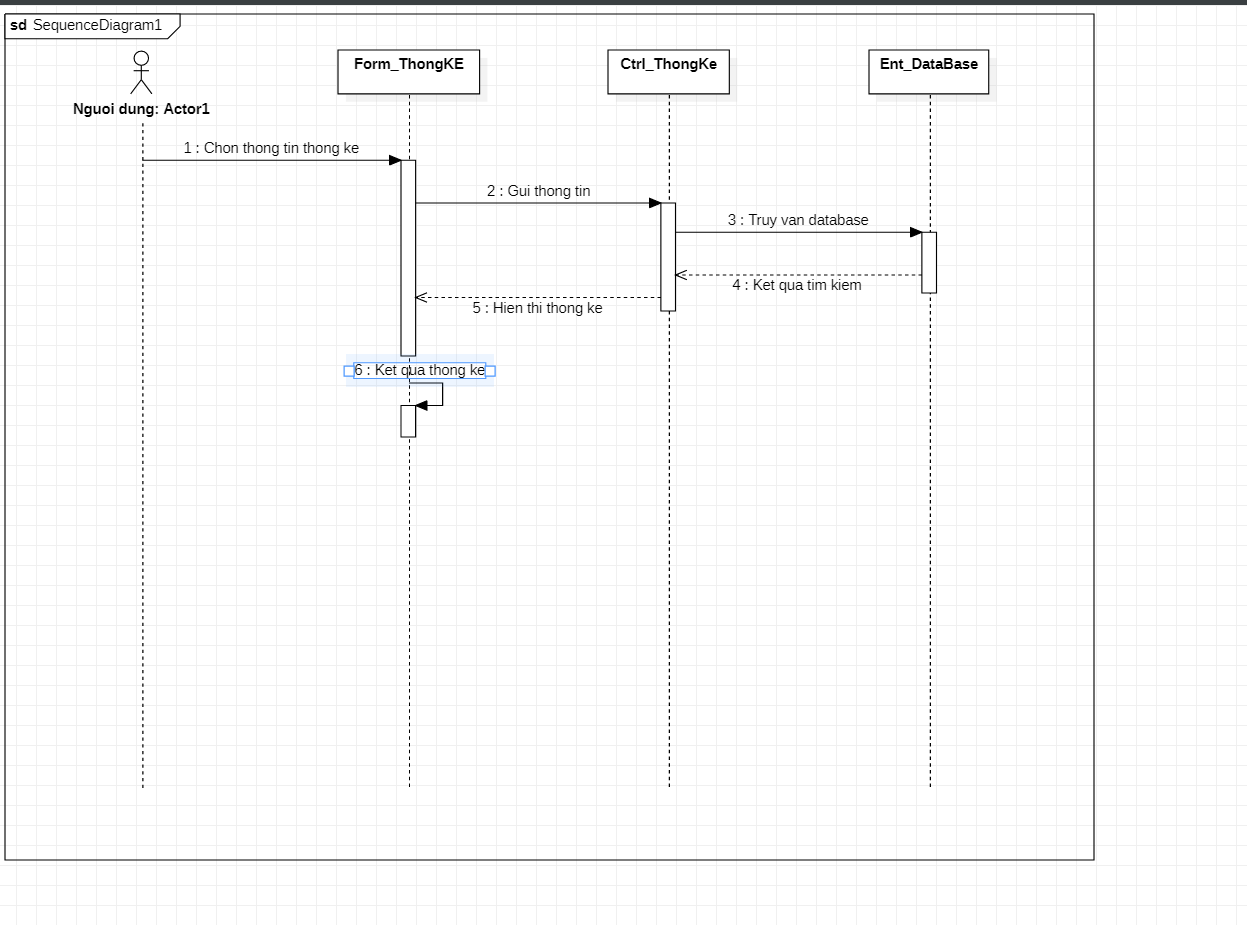 sd SequenceDiagram1
Form_ThongKE
Ctrl_ThongKe
Ent_DataBase
Nguoi dung: Actor1
1 : Chon thong tin thong ke
2 : Gui thong tin
3 : Truy van database
4 : Ket qua tim kiem
5 : Hien thi thong ke
6 : Ket qua thong ke